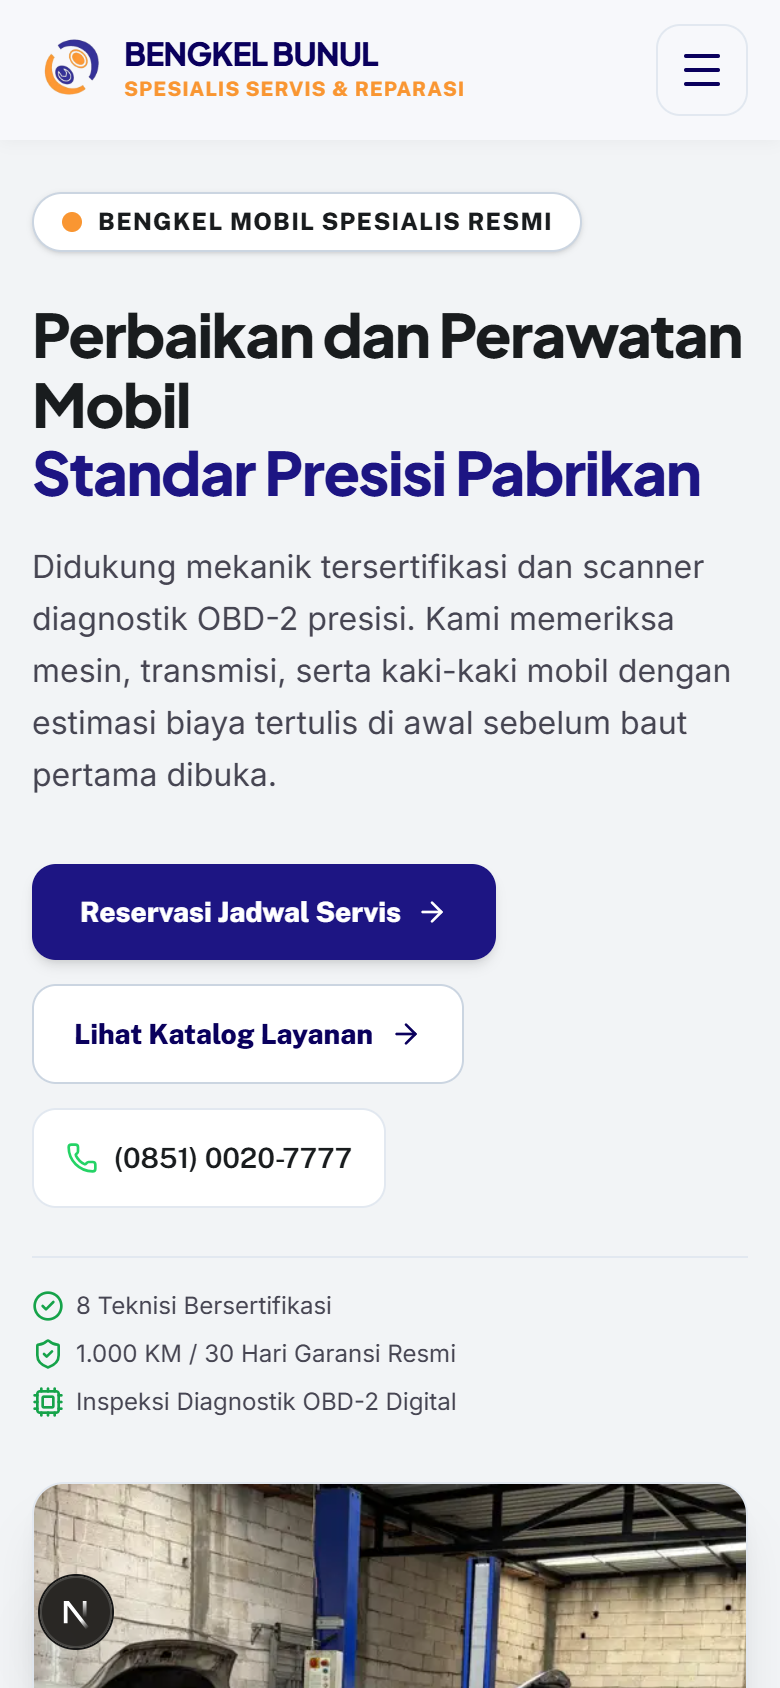 BENGKEL BUNUL
SPESIALIS SERVIS & REPARASI
BENGKEL MOBIL SPESIALIS RESMI
Perbaikan dan Perawatan
Mobil
Standar Presisi Pabrikan
Didukung mekanik tersertifikasi dan scanner
diagnostik OBD-2 presisi. Kami memeriksa
mesin, transmisi, serta kaki-kaki mobil dengan
estimasi biaya tertulis di awal sebelum baut
pertama dibuka.
Reservasi Jadwal Servis
Lihat Katalog Layanan
(0851) 0020-7777
8 Teknisi Bersertifikasi
1.000 KM / 30 Hari Garansi Resmi
Inspeksi Diagnostik OBD-2 Digital
N